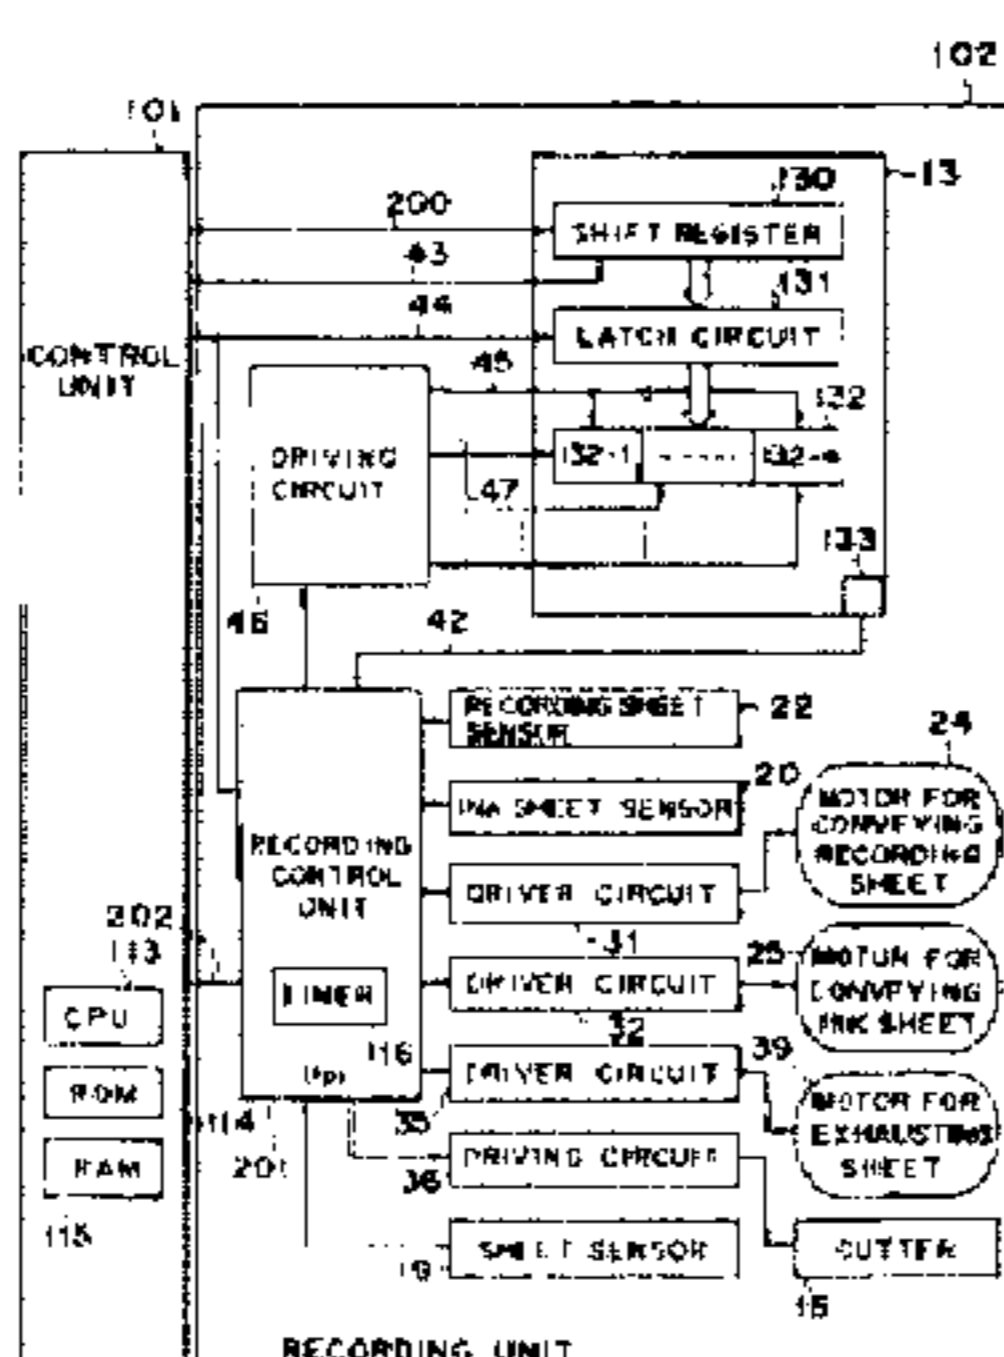 102
101
13
130
200
SHIFT REGISTER
43
131
44
LATCH CIRCUIT
CONTROL
UNIT
45
132
DRIVING
CIRCUIT
132-1
47
133
46
42
RECORDING SHEET
SENSOR
22
24
20
INK SHEET SENSOR
MOTOR FOR
CONVEYING
RECORDING
SHEET
RECORDING
CONTROL
UNIT
DRIVER CIRCUIT
31
202
113
25
MOTOR FOR
CONVEYING
INK SHEET
DRIVER CIRCUIT
TIMER
CPU
32
39
116
DRIVER CIRCUIT
ROM
MOTOR FOR
EXHAUSTING
SHEET
114
35
201
DRIVING CIRCUIT
RAM
36
115
SHEET SENSOR
19
CUTTER
15
RECORDING UNIT